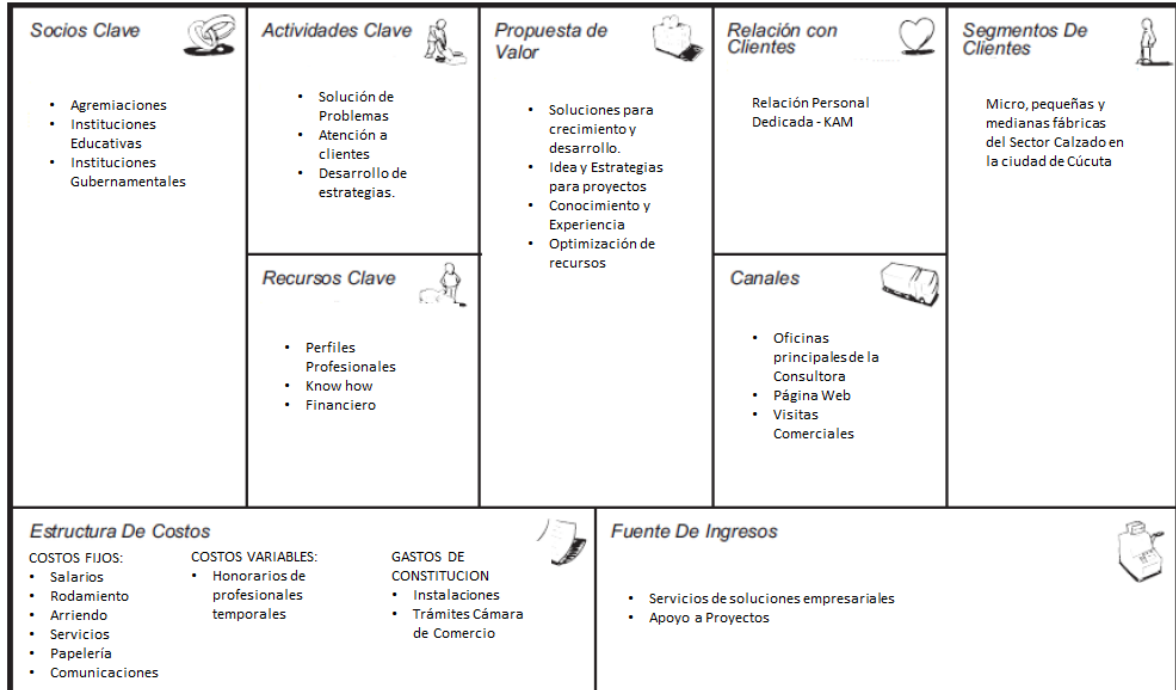 Socios Clave
• Agremiaciones
• Instituciones
Educativas
• Instituciones
Gubernamentales
Actividades Clave
• Solución de
Problemas
• Atención a
clientes
• Desarrollo de
estrategias.
Recursos Clave
• Perfiles
Profesionales
• Know how
• Financiero
Propuesta de
Valor
• Soluciones para
crecimiento y
desarrollo.
• Idea y Estrategias
para proyectos
• Conocimiento y
Experiencia
• Optimización de
recursos
Relación con
Clientes
Relación Personal
Dedicada - KAM
Canales
• Oficinas
principales de la
Consultora
• Página Web
• Visitas
Comerciales
Segmentos De
Clientes
Micro, pequeñas y
medianas fábricas
del Sector Calzado en
la ciudad de Cúcuta
Estructura De Costos
COSTOS FIJOS:
• Salarios
• Rodamiento
• Arriendo
• Servicios
• Papelería
• Comunicaciones
COSTOS VARIABLES:
• Honorarios de
profesionales
temporales
GASTOS DE
CONSTITUCION
• Instalaciones
• Trámites Cámara
de Comercio
Fuente De Ingresos
• Servicios de soluciones empresariales
• Apoyo a Proyectos